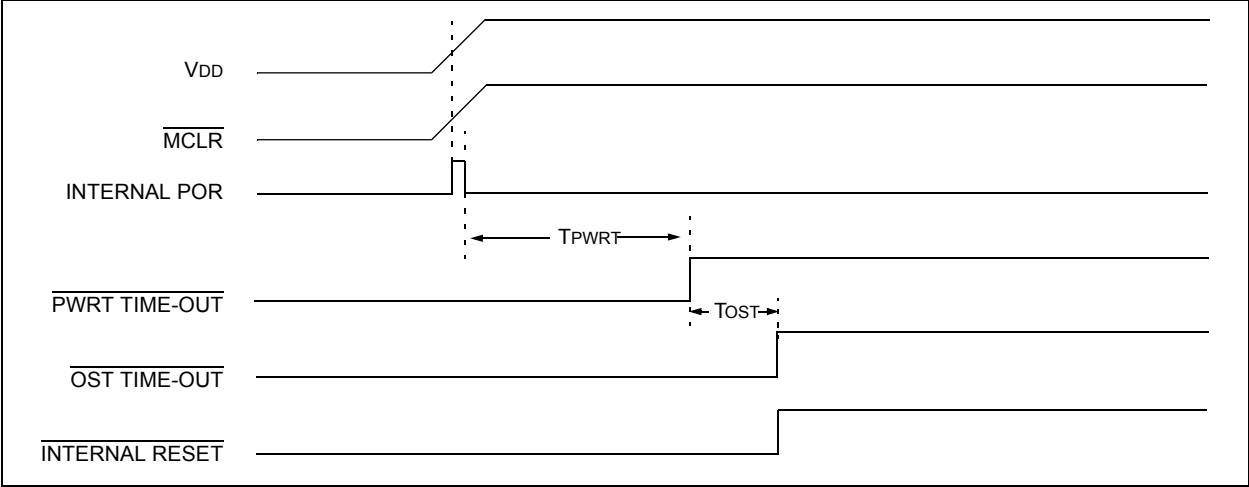 VDD
MCLR
INTERNAL POR
TPWRT
PWRT TIME-OUT
TOST
OST TIME-OUT
INTERNAL RESET